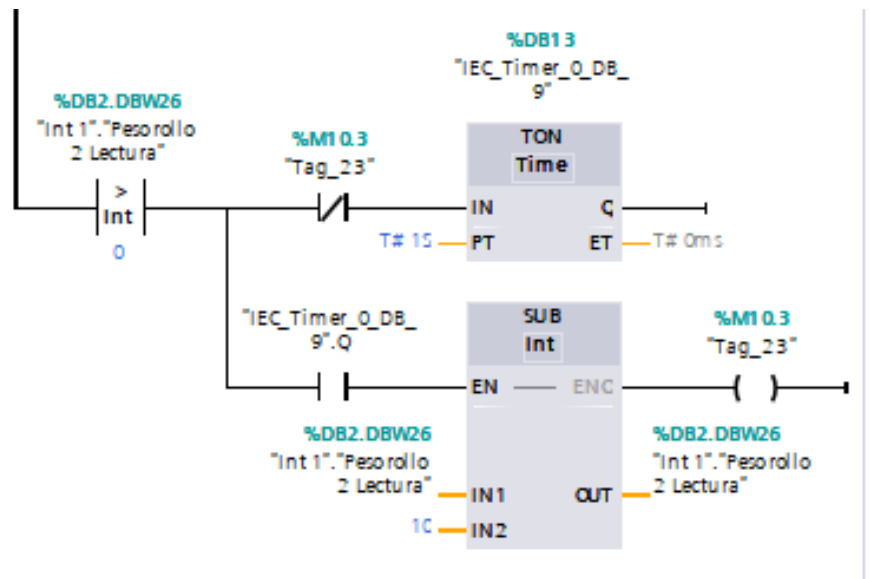 %DB13
"IEC_Timer_0_DB_
9"
%DB2.DBW26
"Int 1"."Pesorollo
2 Lectura"
%M10.3
"Tag_23"
TON
Time
>
Int
0
IN
Q
T# 1S
PT
ET
T# 0ms
"IEC_Timer_0_DB_
9".Q
SUB
Int
%M10.3
"Tag_23"
EN
ENO
%DB2.DBW26
"Int 1"."Pesorollo
2 Lectura"
%DB2.DBW26
"Int 1"."Pesorollo
2 Lectura"
IN1
OUT
IN2